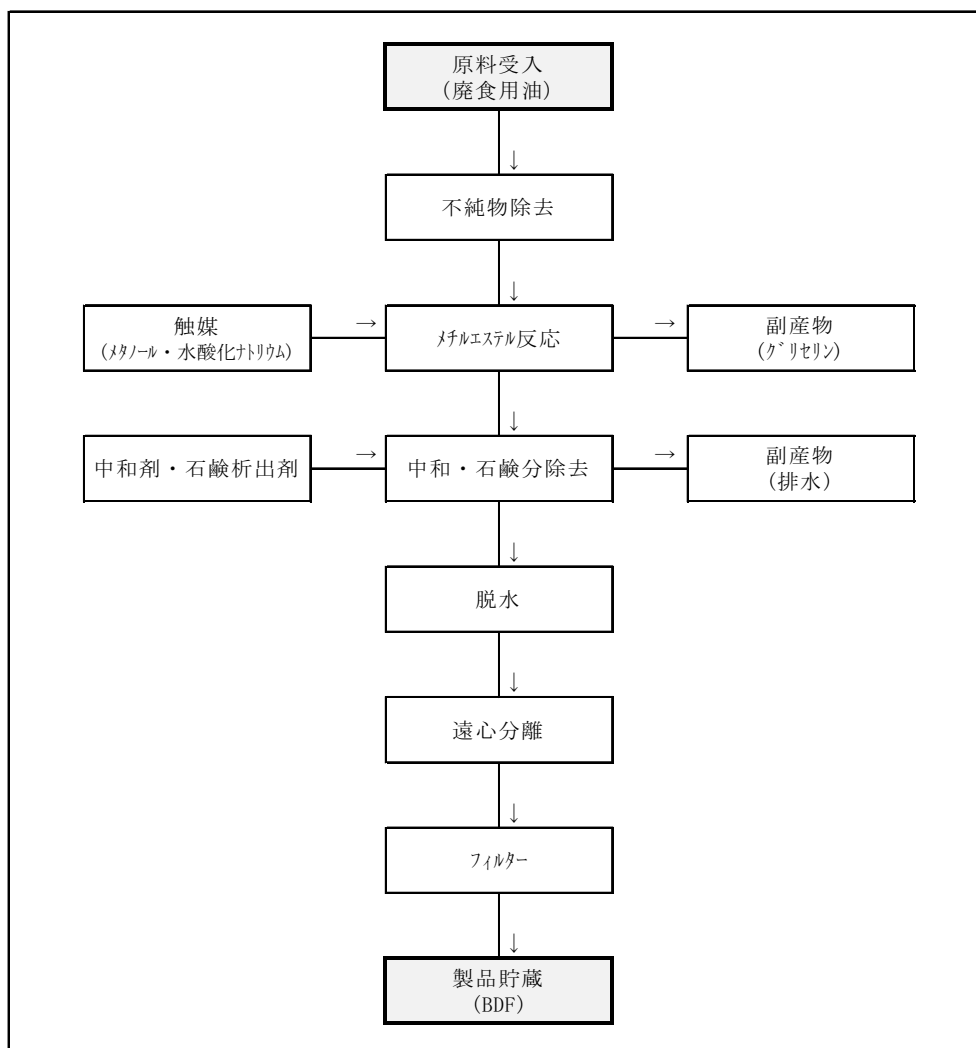 原料受入
(廃食用油)
↓
不純物除去
↓
触媒
(ﾒﾀﾉｰﾙ・水酸化ﾅﾄﾘｳﾑ)
→
ﾒﾁﾙｴｽﾃﾙ反応
→
副産物
(ｸﾞﾘｾﾘﾝ)
↓
中和剤・石鹸析出剤
→
中和・石鹸分除去
→
副産物
(排水)
↓
脱水
↓
遠心分離
↓
ﾌｨﾙﾀｰ
↓
製品貯蔵
(BDF)